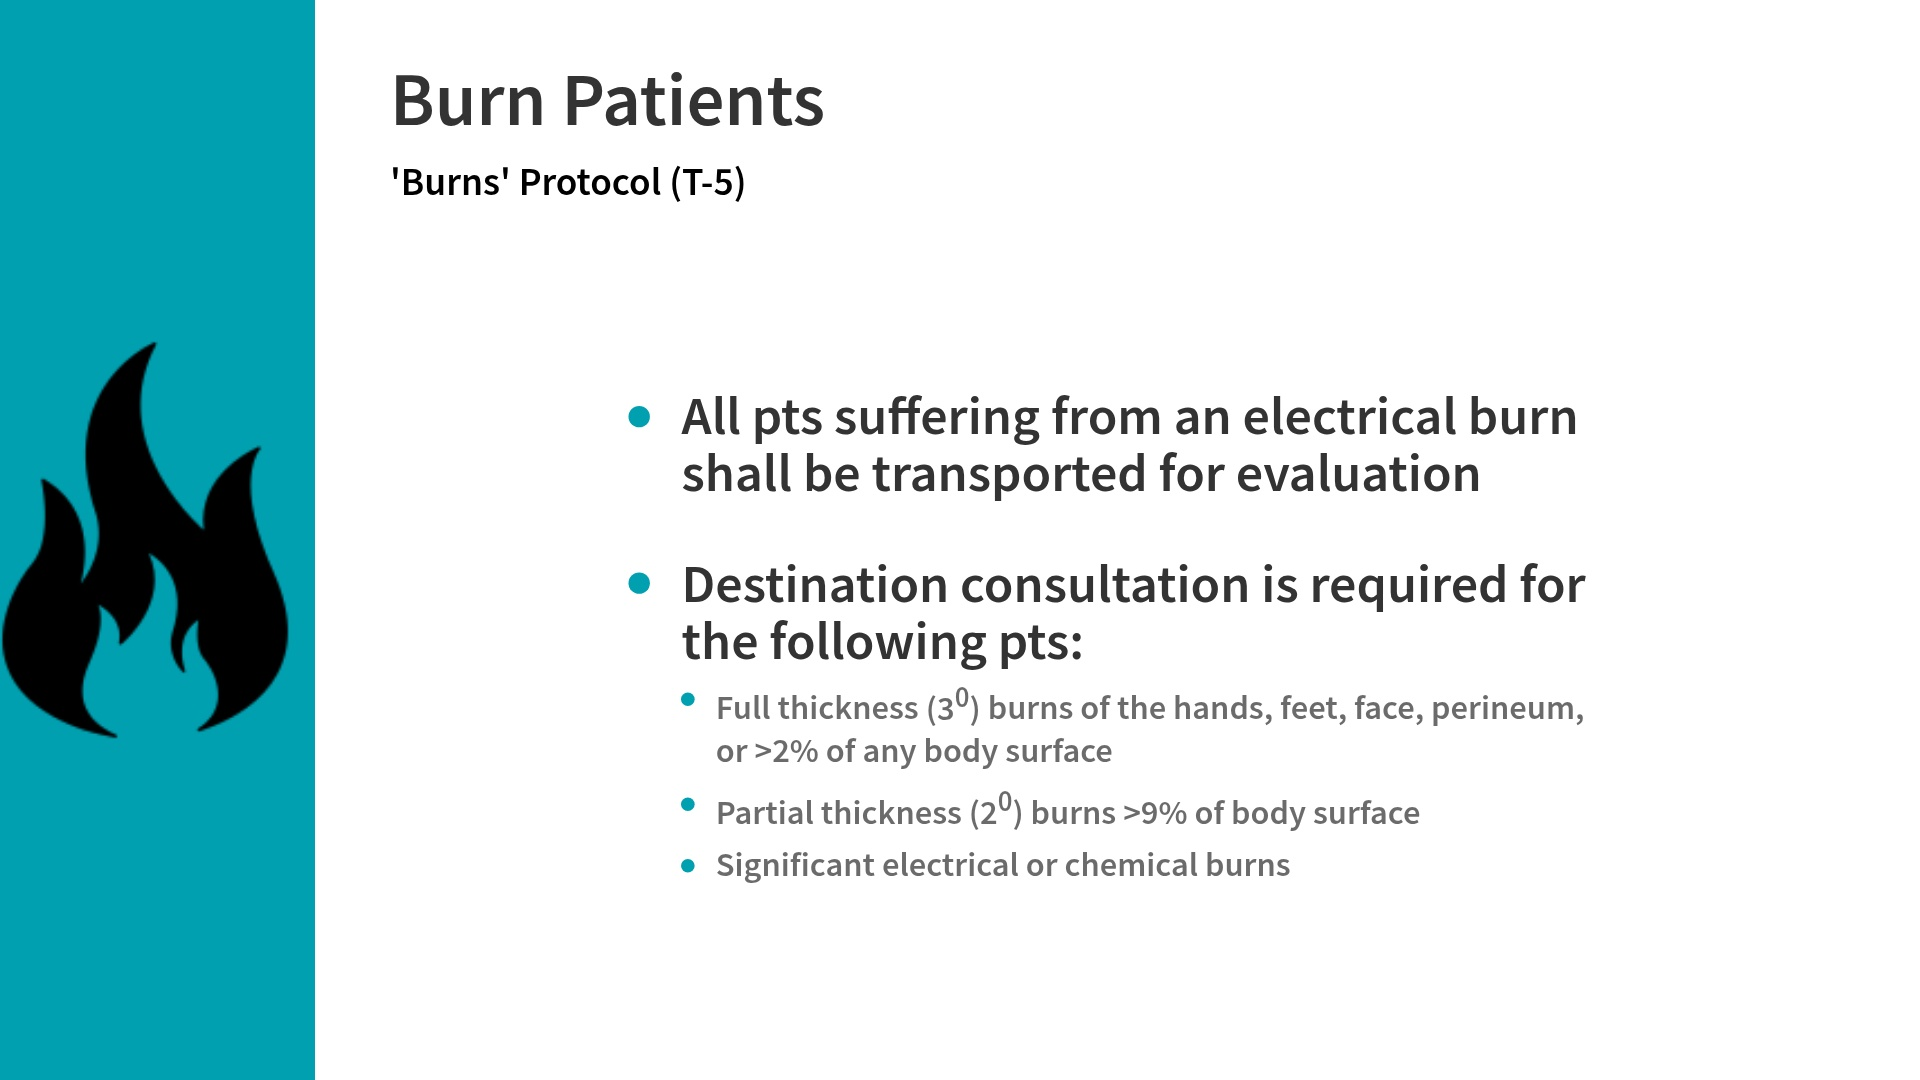 Burn Patients
'Burns' Protocol (T-5)
• All pts suffering from an electrical burn
shall be transported for evaluation
• Destination consultation is required for
the following pts:
• Full thickness (3⁰) burns of the hands, feet, face, perineum,
or >2% of any body surface
• Partial thickness (2⁰) burns >9% of body surface
• Significant electrical or chemical burns